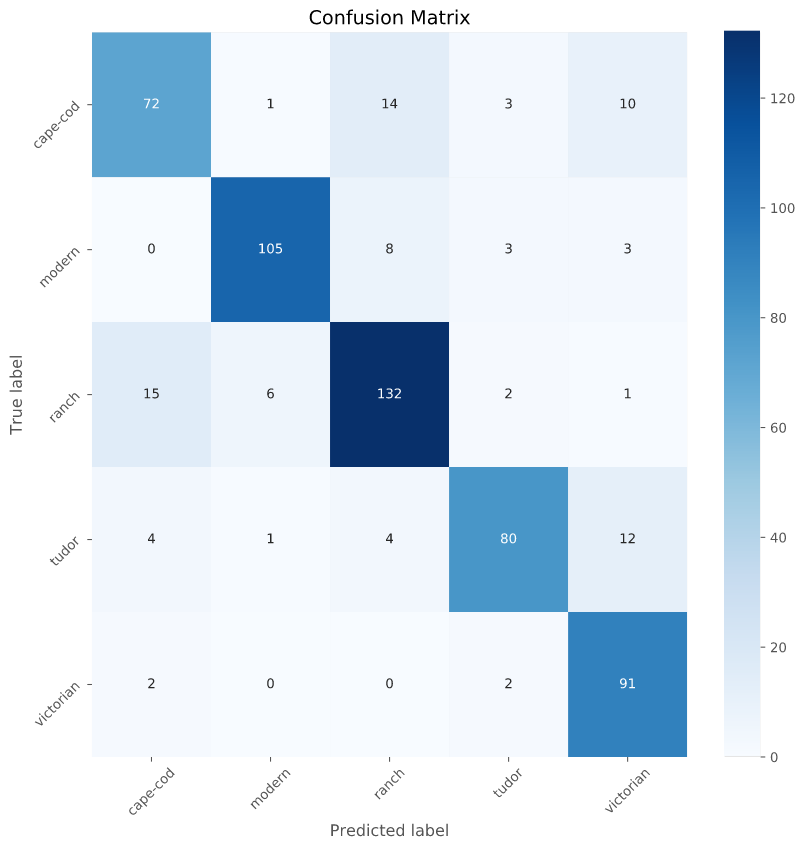 Confusion Matrix
True label
cape-cod 72 1 14 3 10
modern 0 105 8 3 3
ranch 15 6 132 2 1
tudor 4 1 4 80 12
victorian 2 0 0 2 91
cape-cod modern ranch tudor victorian
Predicted label
120
100
80
60
40
20
0